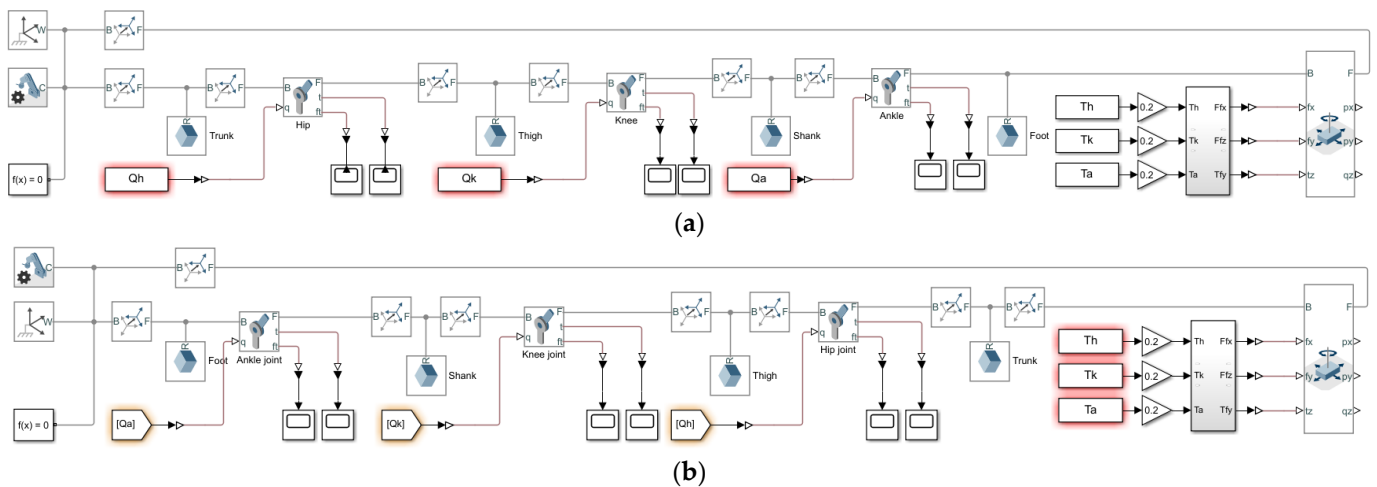 W B F
C B F B F B F t q ft B F B F B F t q ft B F B F B F t q ft B F
R Trunk Hip R Thigh Knee R Shank Ankle R Foot
Th 0.2 Th Ffx fx px
Tk 0.2 Tk Ffz fy py
Ta 0.2 Ta Tfy tz qz
f(x) = 0 Qh Qk Qa
(a)
C B F
W B F B F t q ft B F B F B F t q ft B F B F B F t q ft B F B F
R Foot Ankle joint R Shank Knee joint R Thigh Hip joint R Trunk
Th 0.2 Th Ffx fx px
Tk 0.2 Tk Ffz fy py
Ta 0.2 Ta Tfy tz qz
f(x) = 0 [Qa] [Qk] [Qh]
(b)